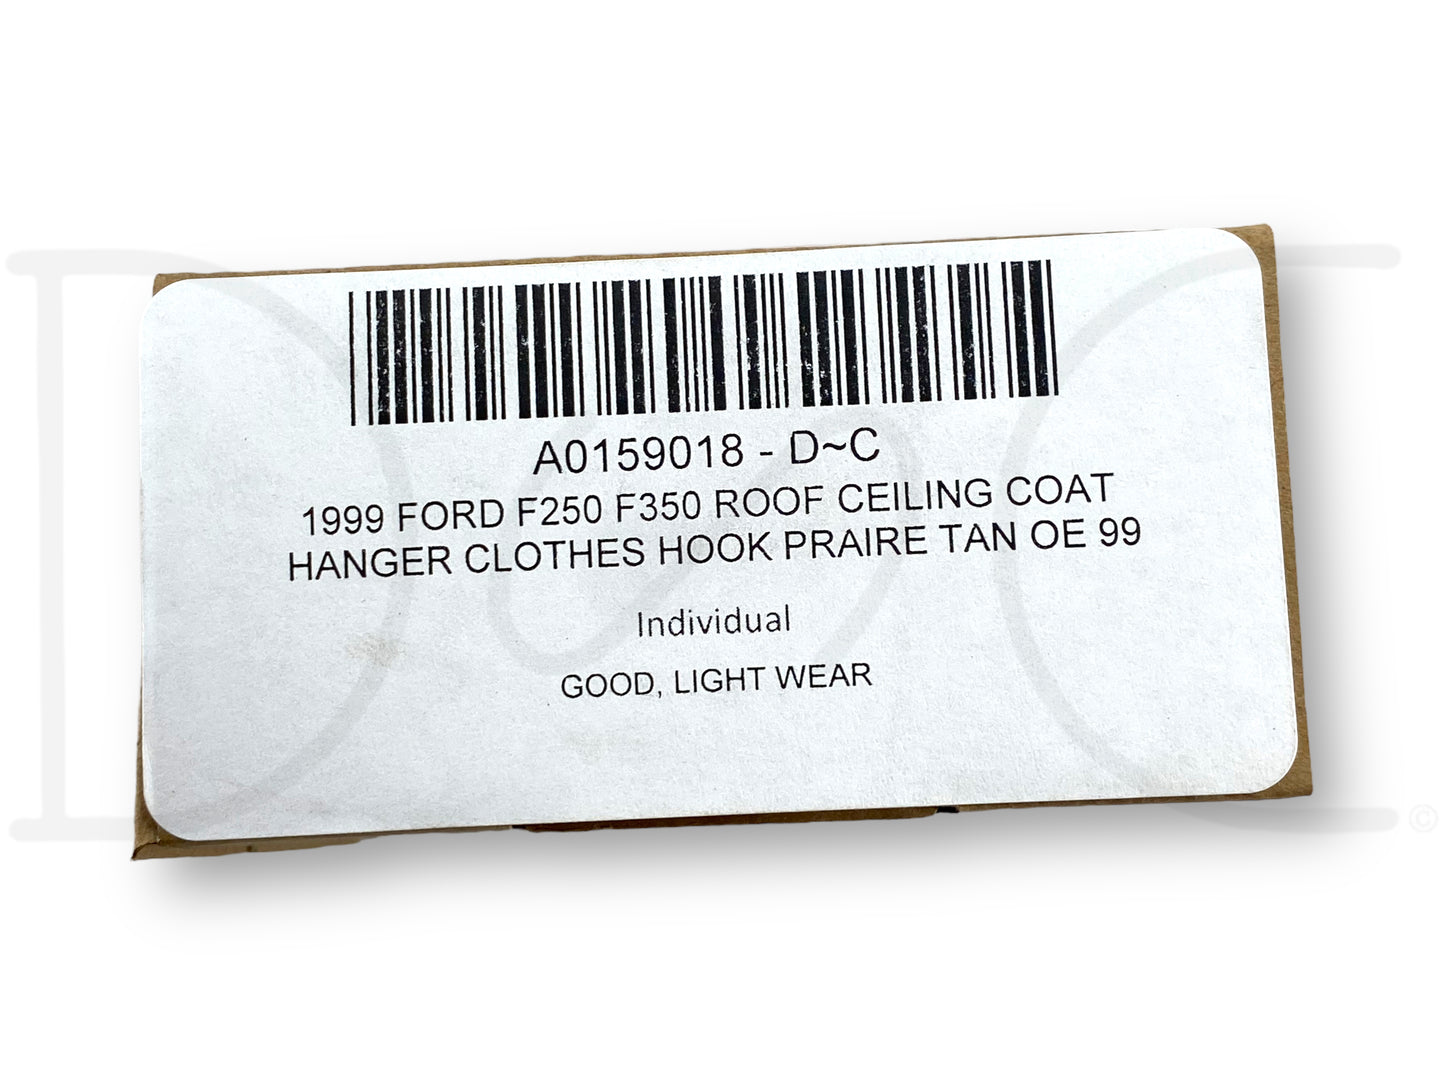 A0159018 - D~C
1999 FORD F250 F350 ROOF CEILING COAT
HANGER CLOTHES HOOK PRAIRE TAN OE 99
Individual
GOOD, LIGHT WEAR
D~C ©